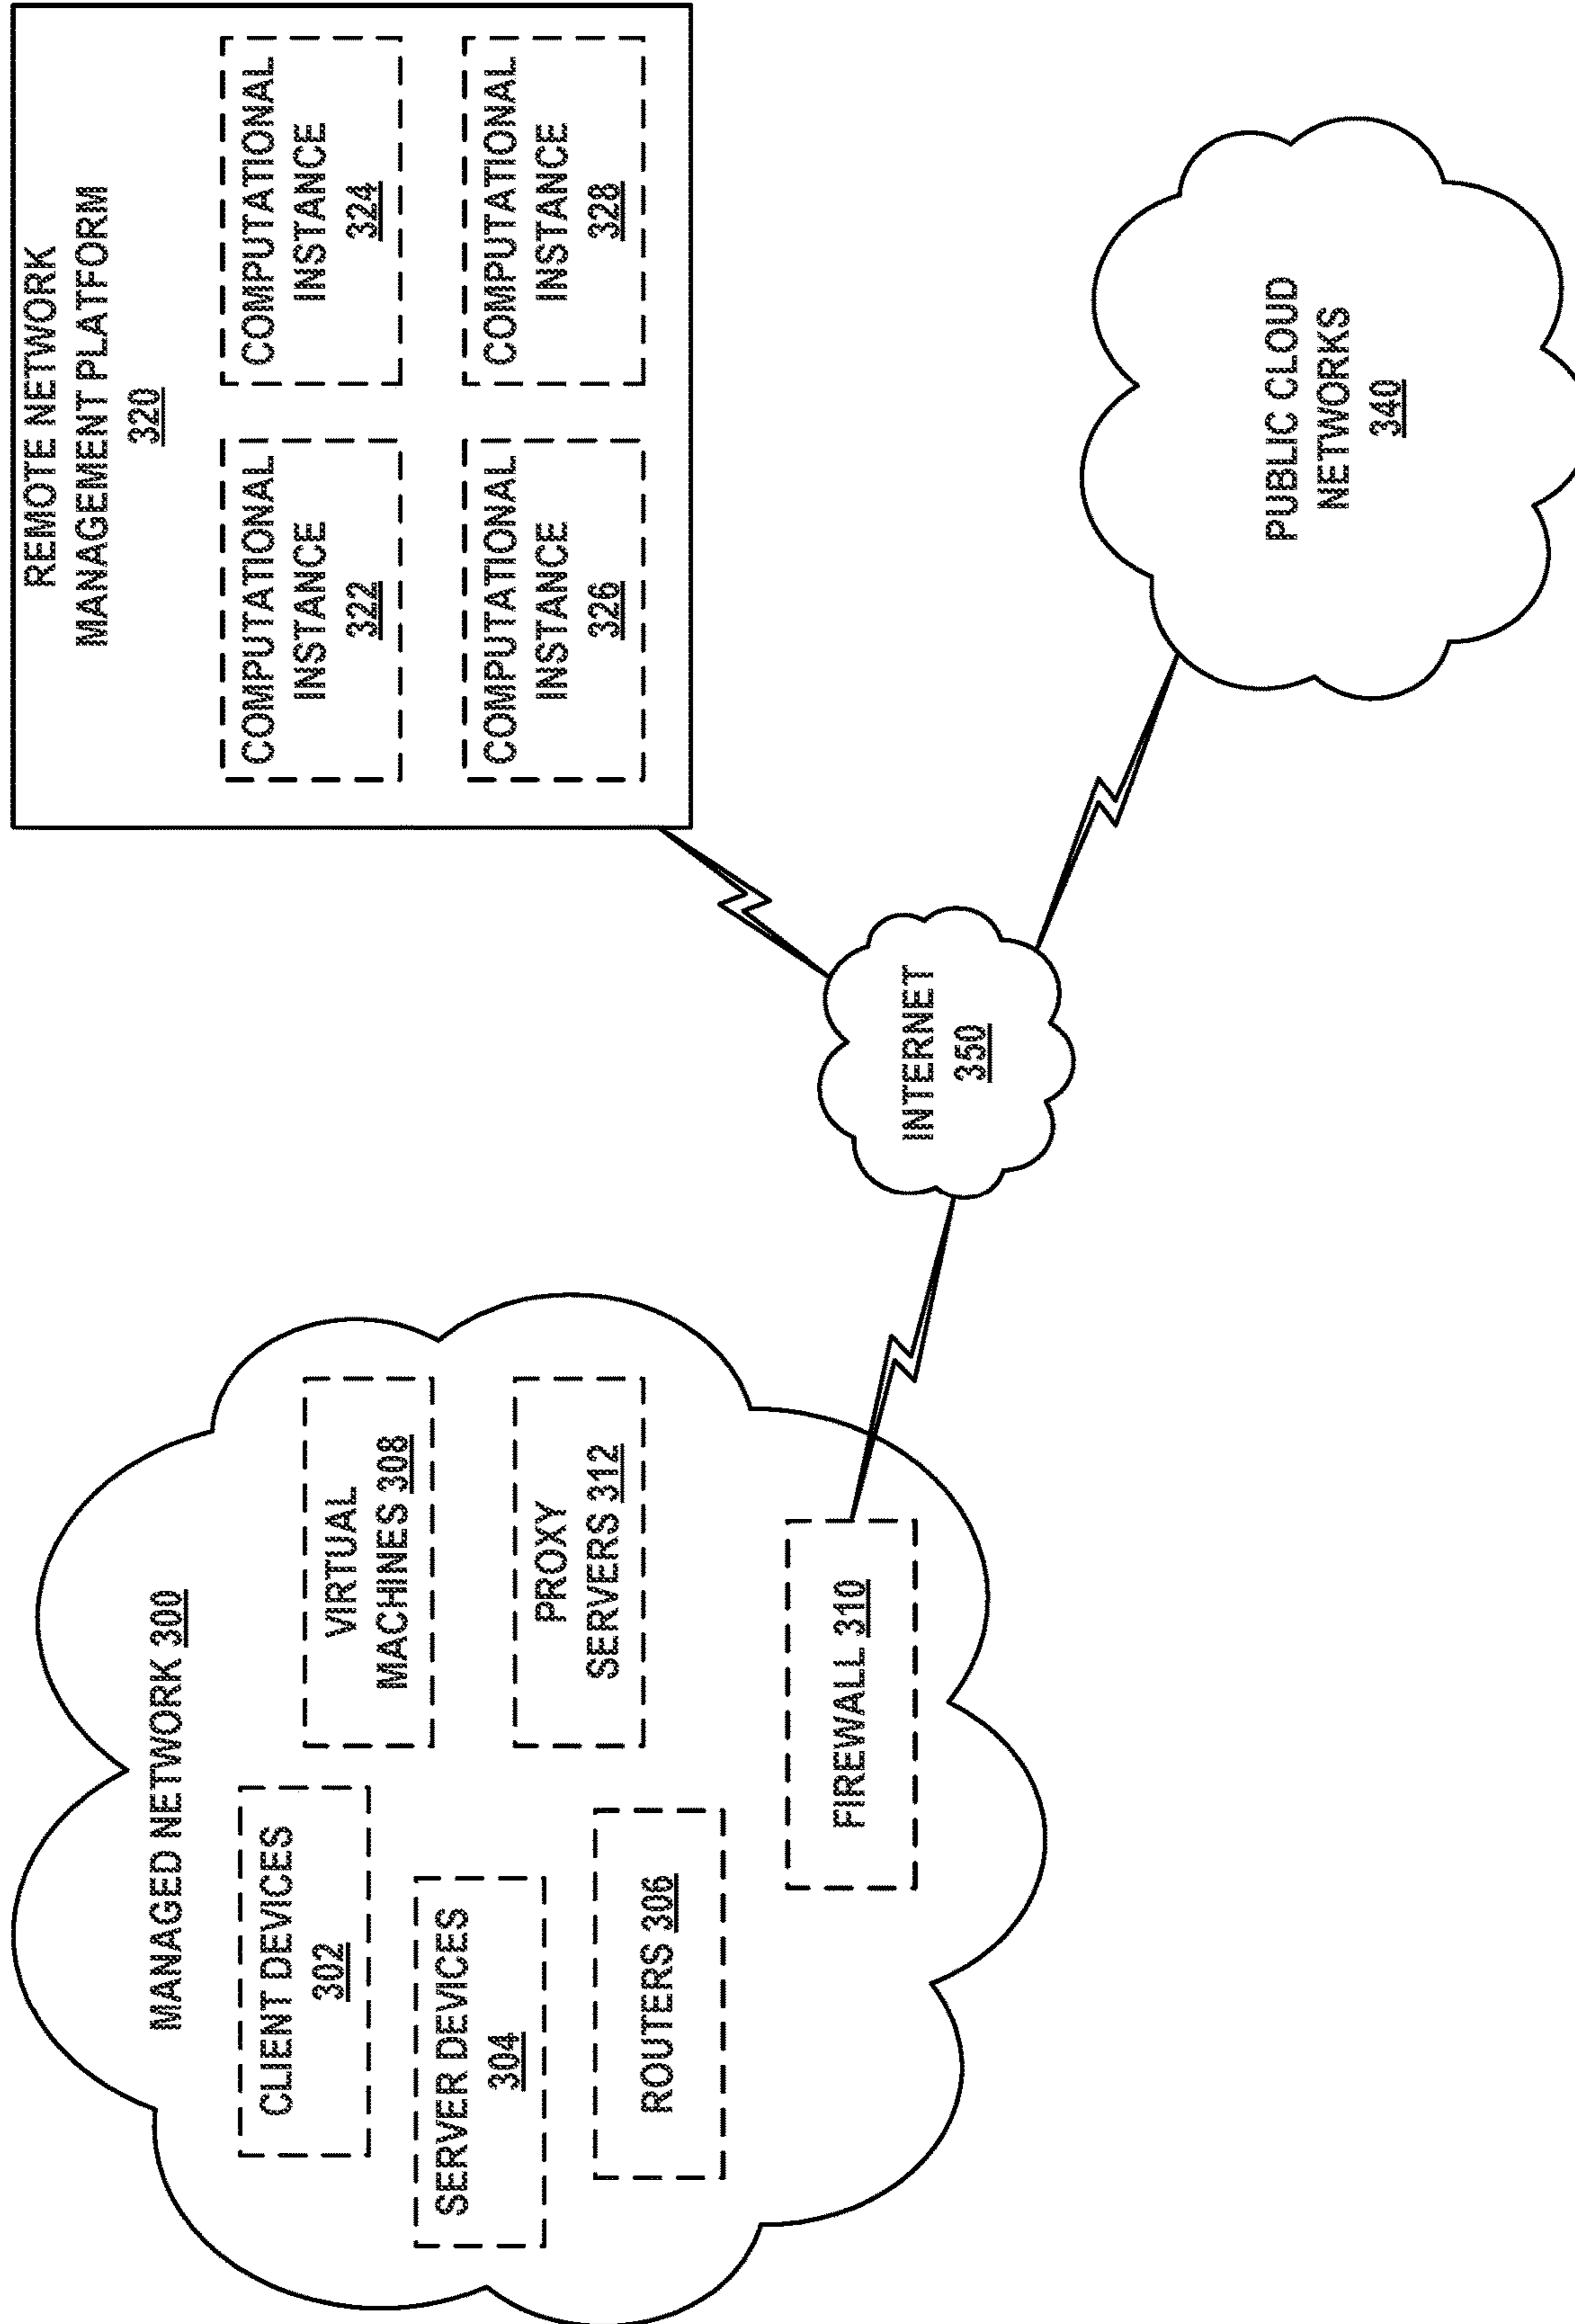 MANAGED NETWORK 300
CLIENT DEVICES
302
SERVER DEVICES
304
ROUTERS 306
VIRTUAL
MACHINES 308
PROXY
SERVERS 312
FIREWALL 310
INTERNET
350
REMOTE NETWORK
MANAGEMENT PLATFORM
320
COMPUTATIONAL
INSTANCE
322
COMPUTATIONAL
INSTANCE
324
COMPUTATIONAL
INSTANCE
326
COMPUTATIONAL
INSTANCE
328
PUBLIC CLOUD
NETWORKS
340